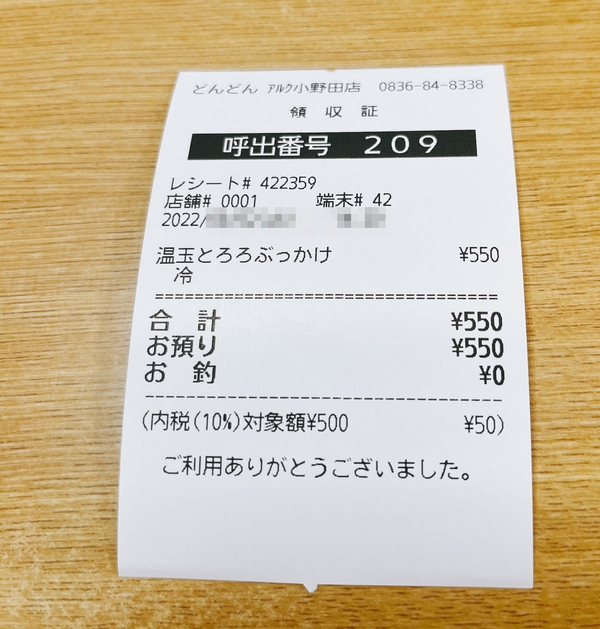 どんどん ｱﾙｸ小野田店 0836-84-8338
領 収 証
呼出番号 209
レシート# 422359
店舗# 0001 端末# 42
2022/
温玉とろろぶっかけ ¥550
冷
合 計 ¥550
お預り ¥550
お 釣 ¥0
(内税(10%)対象額¥500 ¥50)
ご利用ありがとうございました。